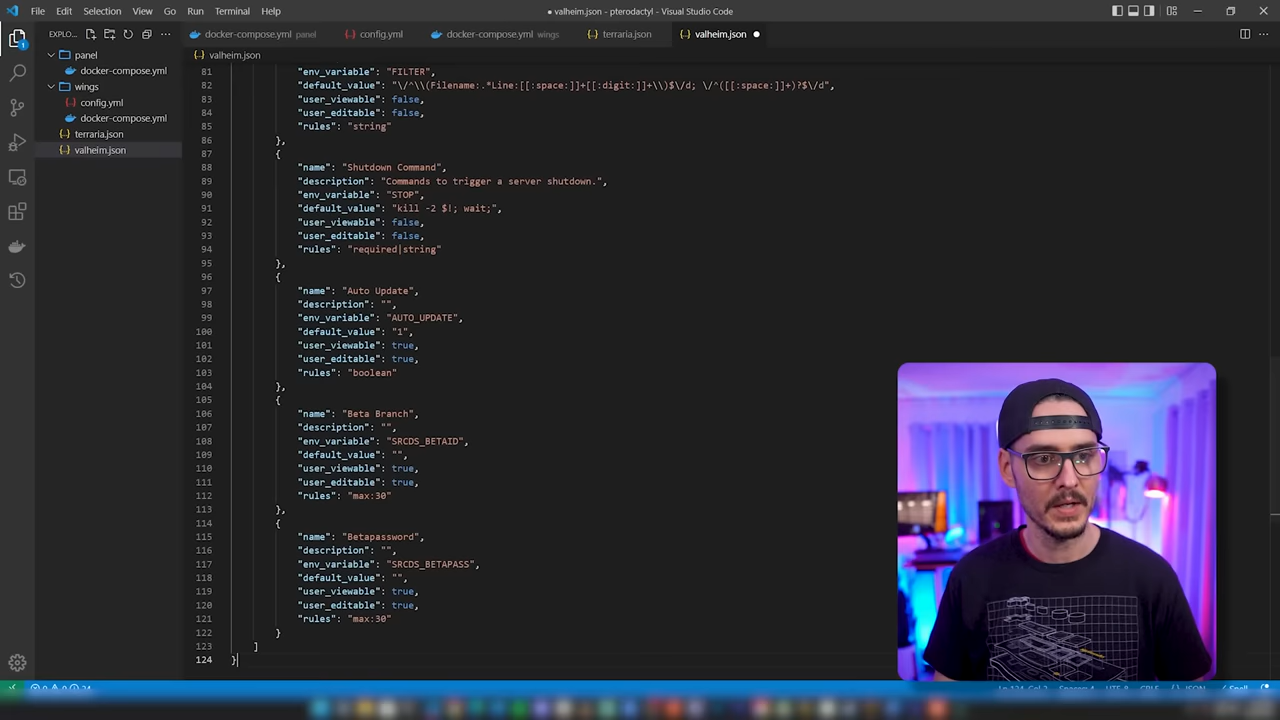 File Edit Selection View Go Run Terminal Help
● valheim.json - pterodactyl - Visual Studio Code
EXPLO...
docker-compose.yml panel
config.yml
docker-compose.yml wings
terraria.json
valheim.json
1
panel
docker-compose.yml
wings
config.yml
docker-compose.yml
terraria.json
valheim.json
valheim.json
81 "env_variable": "FILTER",
82 "default_value": "\/^\\(Filename:.*Line:[[:space:]]+[[:digit:]]+\\)$\/d; \/^([[:space:]]+)?$\/d",
83 "user_viewable": false,
84 "user_editable": false,
85 "rules": "string"
86 },
87 {
88 "name": "Shutdown Command",
89 "description": "Commands to trigger a server shutdown.",
90 "env_variable": "STOP",
91 "default_value": "kill -2 $!; wait;",
92 "user_viewable": false,
93 "user_editable": false,
94 "rules": "required|string"
95 },
96 {
97 "name": "Auto Update",
98 "description": "",
99 "env_variable": "AUTO_UPDATE",
100 "default_value": "1",
101 "user_viewable": true,
102 "user_editable": true,
103 "rules": "boolean"
104 },
105 {
106 "name": "Beta Branch",
107 "description": "",
108 "env_variable": "SRCDS_BETAID",
109 "default_value": "",
110 "user_viewable": true,
111 "user_editable": true,
112 "rules": "max:30"
113 },
114 {
115 "name": "Betapassword",
116 "description": "",
117 "env_variable": "SRCDS_BETAPASS",
118 "default_value": "",
119 "user_viewable": true,
120 "user_editable": true,
121 "rules": "max:30"
122 }
123 ]
124 }